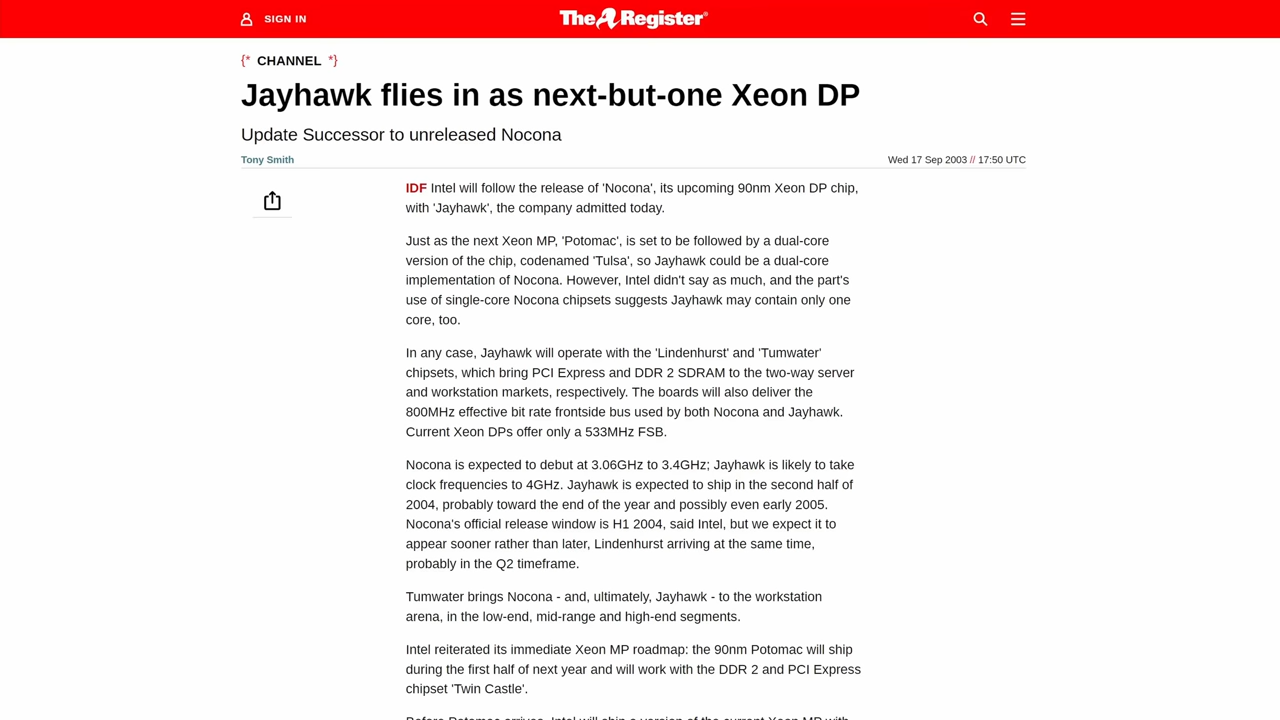 SIGN IN
The Register®
{* CHANNEL *}
Jayhawk flies in as next-but-one Xeon DP
Update Successor to unreleased Nocona
Tony Smith
Wed 17 Sep 2003 // 17:50 UTC
IDF Intel will follow the release of 'Nocona', its upcoming 90nm Xeon DP chip,
with 'Jayhawk', the company admitted today.
Just as the next Xeon MP, 'Potomac', is set to be followed by a dual-core
version of the chip, codenamed 'Tulsa', so Jayhawk could be a dual-core
implementation of Nocona. However, Intel didn't say as much, and the part's
use of single-core Nocona chipsets suggests Jayhawk may contain only one
core, too.
In any case, Jayhawk will operate with the 'Lindenhurst' and 'Tumwater'
chipsets, which bring PCI Express and DDR 2 SDRAM to the two-way server
and workstation markets, respectively. The boards will also deliver the
800MHz effective bit rate frontside bus used by both Nocona and Jayhawk.
Current Xeon DPs offer only a 533MHz FSB.
Nocona is expected to debut at 3.06GHz to 3.4GHz; Jayhawk is likely to take
clock frequencies to 4GHz. Jayhawk is expected to ship in the second half of
2004, probably toward the end of the year and possibly even early 2005.
Nocona's official release window is H1 2004, said Intel, but we expect it to
appear sooner rather than later, Lindenhurst arriving at the same time,
probably in the Q2 timeframe.
Tumwater brings Nocona - and, ultimately, Jayhawk - to the workstation
arena, in the low-end, mid-range and high-end segments.
Intel reiterated its immediate Xeon MP roadmap: the 90nm Potomac will ship
during the first half of next year and will work with the DDR 2 and PCI Express
chipset 'Twin Castle'.
Before Potomac arrives, Intel will ship a version of the current Xeon MP with